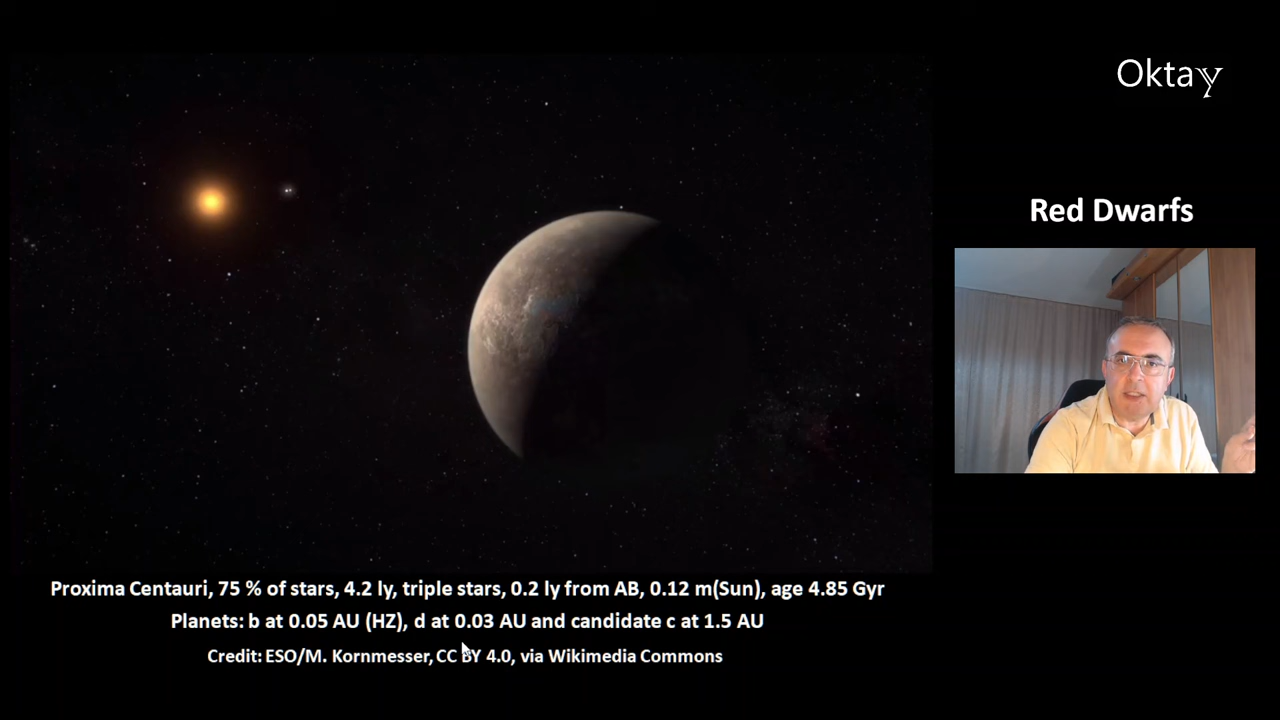 Oktay
Red Dwarfs
Proxima Centauri, 75 % of stars, 4.2 ly, triple stars, 0.2 ly from AB, 0.12 m(Sun), age 4.85 Gyr
Planets: b at 0.05 AU (HZ), d at 0.03 AU and candidate c at 1.5 AU
Credit: ESO/M. Kornmesser, CC BY 4.0, via Wikimedia Commons